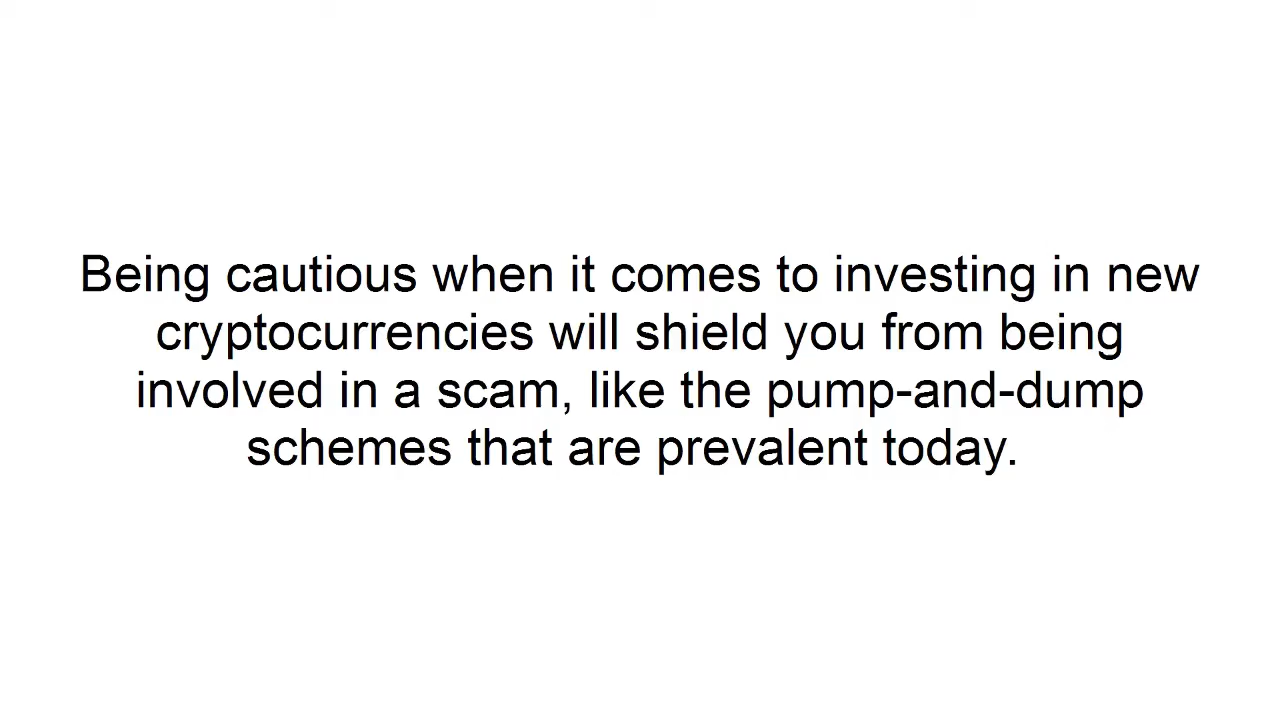 Being cautious when it comes to investing in new
cryptocurrencies will shield you from being
involved in a scam, like the pump-and-dump
schemes that are prevalent today.